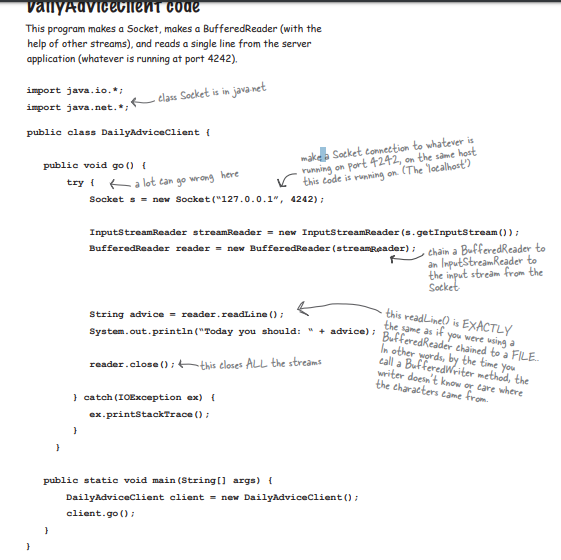 DailyAdviceClient code
This program makes a Socket, makes a BufferedReader (with the
help of other streams), and reads a single line from the server
application (whatever is running at port 4242).
import java.io.*;
import java.net.*;
class Socket is in java.net
public class DailyAdviceClient {
public void go() {
try {
a lot can go wrong here
make a Socket connection to whatever is
running on port 4242, on the same host
this code is running on. (The 'localhost')
Socket s = new Socket("127.0.0.1", 4242);
InputStreamReader streamReader = new InputStreamReader(s.getInputStream());
BufferedReader reader = new BufferedReader(streamReader);
chain a BufferedReader to
an InputStreamReader to
the input stream from the
Socket.
String advice = reader.readLine();
System.out.println("Today you should: " + advice);
this readLine() is EXACTLY
the same as if you were using a
BufferedReader chained to a FILE..
In other words, by the time you
call a BufferedWriter method, the
writer doesn't know or care where
the characters came from.
reader.close();
this closes ALL the streams
} catch(IOException ex) {
ex.printStackTrace();
}
}
public static void main(String[] args) {
DailyAdviceClient client = new DailyAdviceClient();
client.go();
}
}